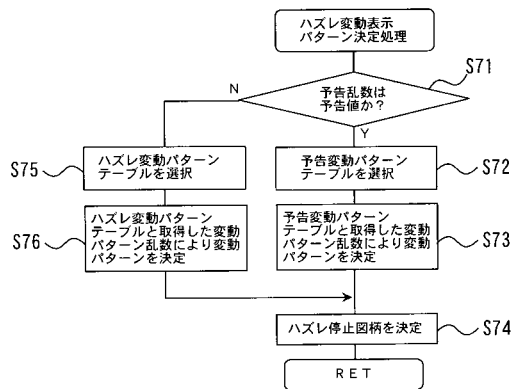 ハズレ変動表示
パターン決定処理
S71
予告乱数は
予告値か?
N
Y
S75
ハズレ変動パターン
テーブルを選択
予告変動パターン
テーブルを選択
S72
S76
ハズレ変動パターン
テーブルと取得した変動
パターン乱数により変動
パターンを決定
予告変動パターン
テーブルと取得した変動
パターン乱数により変動
パターンを決定
S73
ハズレ停止図柄を決定
S74
RET